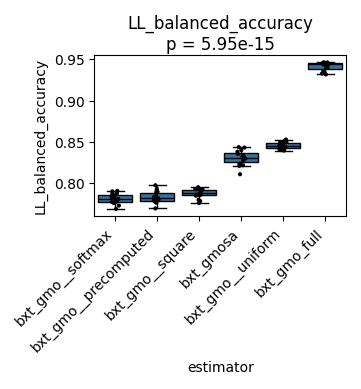 LL_balanced_accuracy
p = 5.95e-15
LL_balanced_accuracy
0.95
0.90
0.85
0.80
bxt_gmo__softmax
bxt_gmo__precomputed
bxt_gmo__square
bxt_gmosa
bxt_gmo__uniform
bxt_gmo_full
estimator